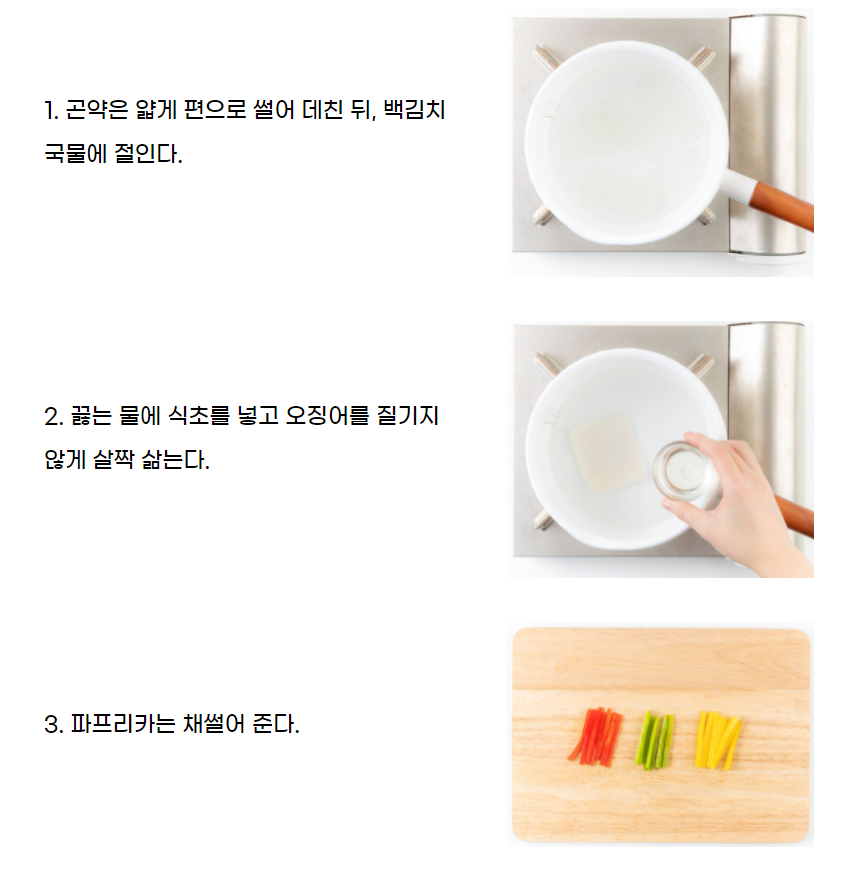 1. 곤약은 얇게 편으로 썰어 데친 뒤, 백김치
국물에 절인다.
2. 끓는 물에 식초를 넣고 오징어를 질기지
않게 살짝 삶는다.
3. 파프리카는 채썰어 준다.